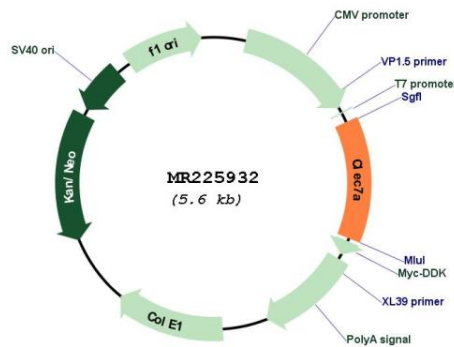 CMV promoter
SV40 ori
f1 ori
VP1.5 primer
T7 promote
SgfI
Kan/Neo
MR225932
(5.6 kb)
Clec7a
MluI
Myc-DDK
XL39 primer
Col E1
PolyA signal